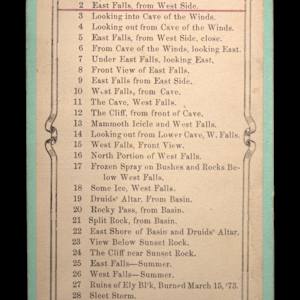 2 East Falls, from West Side.
3 Looking into Cave of the Winds.
4 Looking out from Cave of the Winds.
5 East Falls, from West Side, close.
6 From Cave of the Winds, looking East.
7 Under East Falls, looking East.
8 Front View of East Falls.
9 East Falls from East Side.
10 West Falls, from Cave.
11 The Cave, West Falls.
12 The Cliff, from front of Cave.
13 Mammoth Icicle and West Falls.
14 Looking out from Lower Cave, W. Falls.
15 West Falls, Front View.
16 North Portion of West Falls.
17 Frozen Spray on Bushes and Rocks Be-
low West Falls.
18 Some Ice, West Falls.
19 Druids' Altar, From Basin.
20 Rocky Pass, from Basin.
21 Split Rock, from Basin.
22 East Shore of Basin and Druids' Altar.
23 View Below Sunset Rock.
24 The Cliff near Sunset Rock.
25 East Falls—Summer.
26 West Falls—Summer.
27 Ruins of Ely Bl'k, Burned March 15, '73.
28 Sleet Storm.